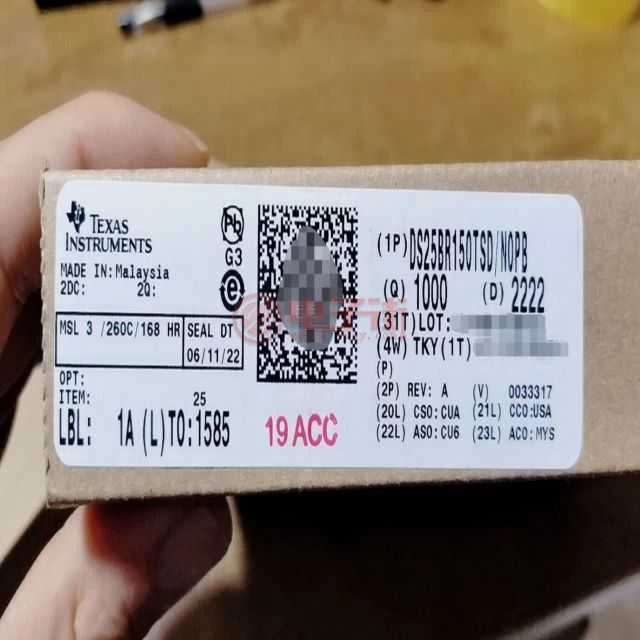 TEXAS
INSTRUMENTS
MADE IN: Malaysia
2DC: 2Q:
MSL 3 /260C/168 HR
SEAL DT
06/11/22
OPT:
ITEM: 25
LBL: 1A (L)TO:1585
Pb
G3
e
19 ACC
(1P) DS25BR150TSD/NOPB
(Q) 1000 (D) 2222
(31T) LOT:
(4W) TKY(1T)
(P)
(2P) REV: A (V) 0033317
(20L) CSO:CUA (21L) CCO:USA
(22L) ASO:CU6 (23L) ACO:MYS